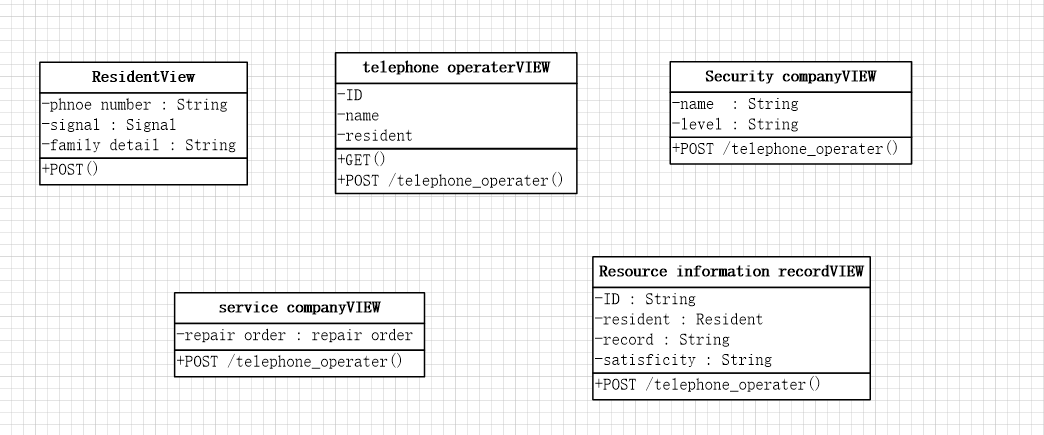 ResidentView
-phnoe number : String
-signal : Signal
-family detail : String
+POST()
telephone operaterVIEW
-ID
-name
-resident
+GET()
+POST /telephone_operater()
Security companyVIEW
-name  : String
-level : String
+POST /telephone_operater()
service companyVIEW
-repair order : repair order
+POST /telephone_operater()
Resource information recordVIEW
-ID : String
-resident : Resident
-record : String
-satisficity : String
+POST /telephone_operater()